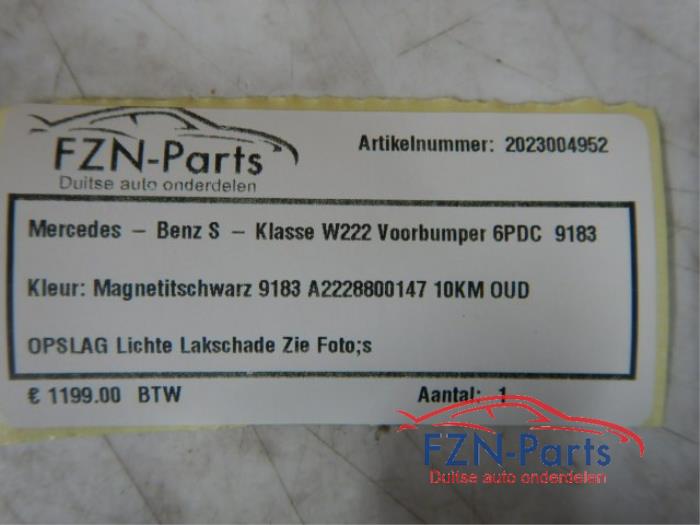 FZN-Parts
Duitse auto onderdelen
Artikelnummer: 2023004952
Mercedes - Benz S - Klasse W222 Voorbumper 6PDC 9183
Kleur: Magnetitschwarz 9183 A2228800147 10KM OUD
OPSLAG Lichte Lakschade Zie Foto;s
€ 1199.00 BTW
Aantal: 1
FZN-Parts
Duitse auto onderdelen